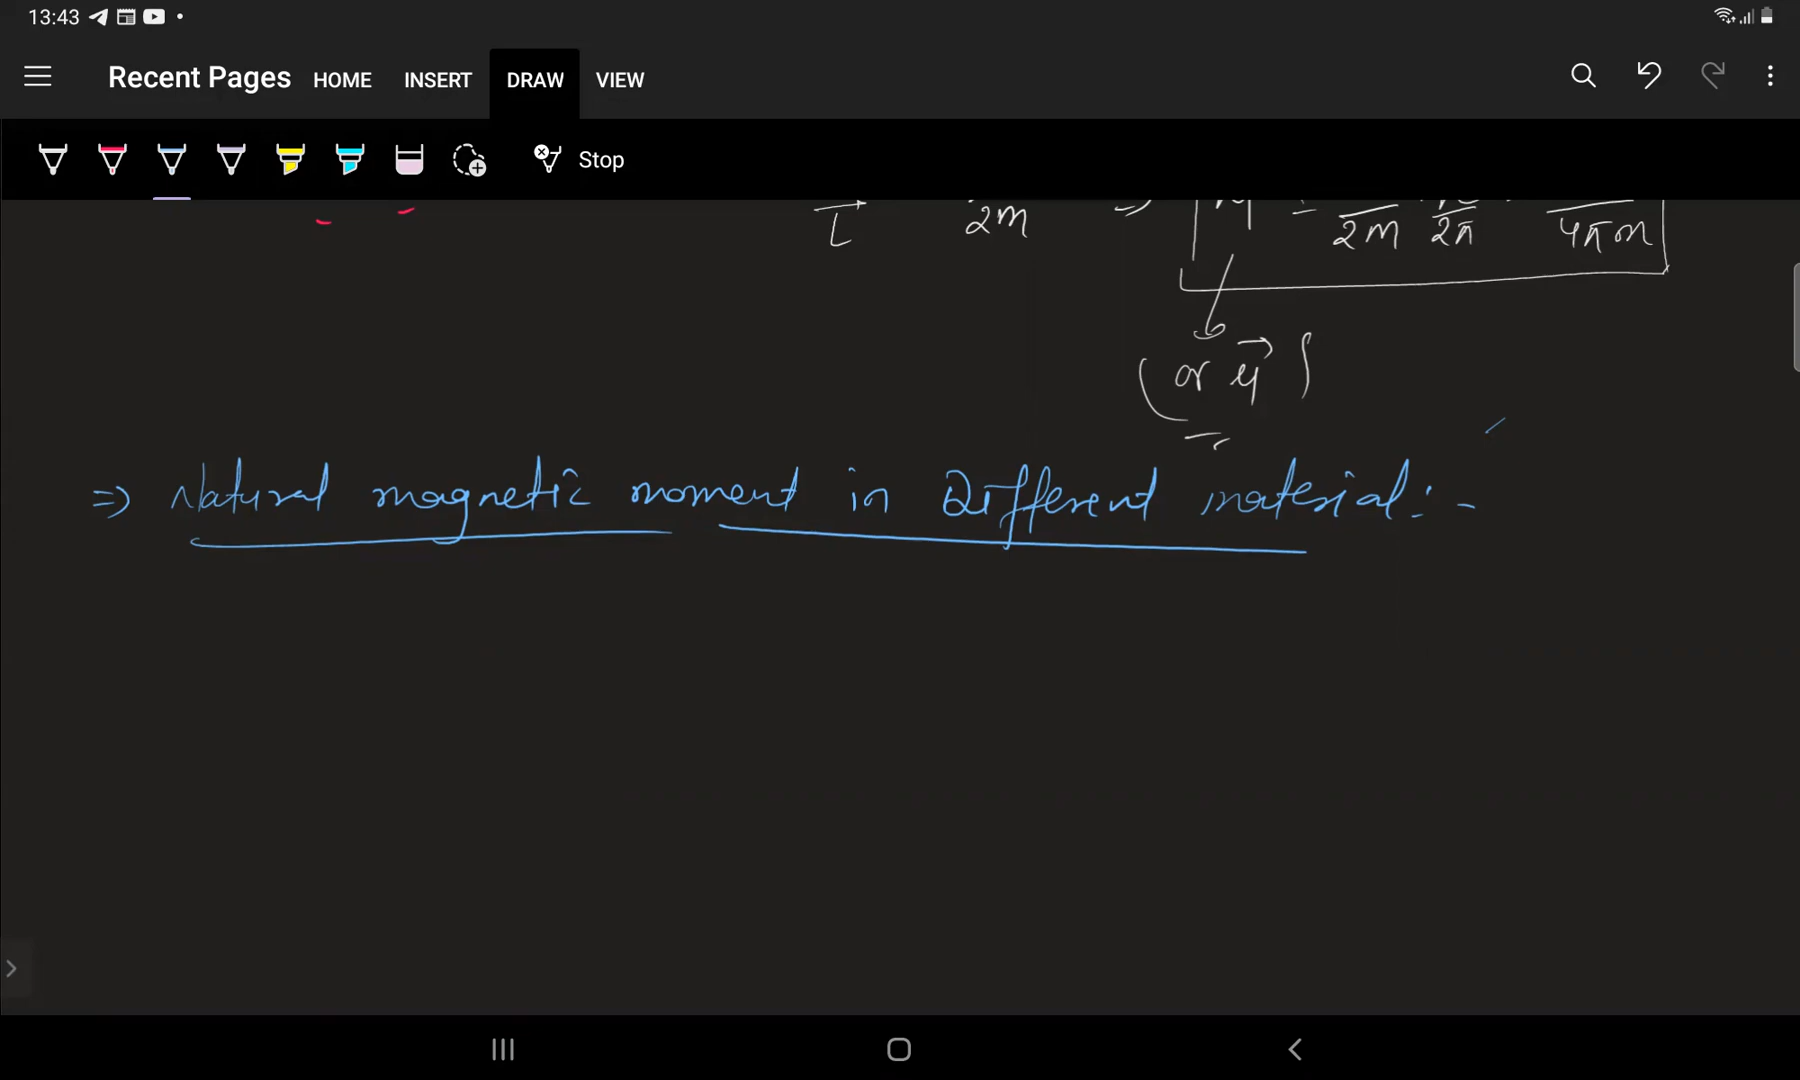 13:43
Recent Pages HOME INSERT DRAW VIEW
Stop
L 2m ⇒ 2m 2π 4πm
(or μ⃗)
⇒ Natural magnetic moment in Different material:-